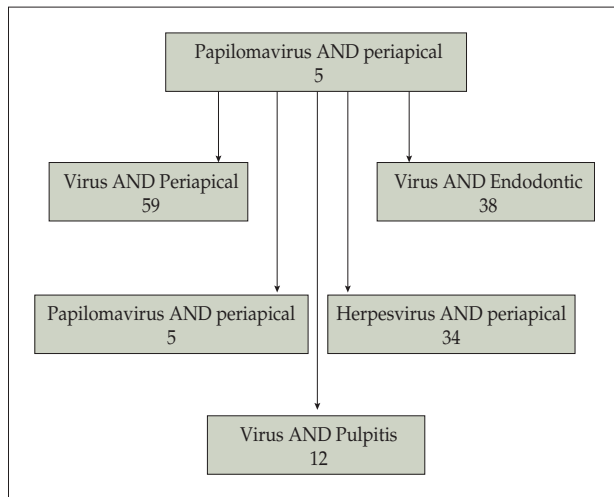 Papilomavirus AND periapical
5
Virus AND Periapical
59
Virus AND Endodontic
38
Papilomavirus AND periapical
5
Herpesvirus AND periapical
34
Virus AND Pulpitis
12